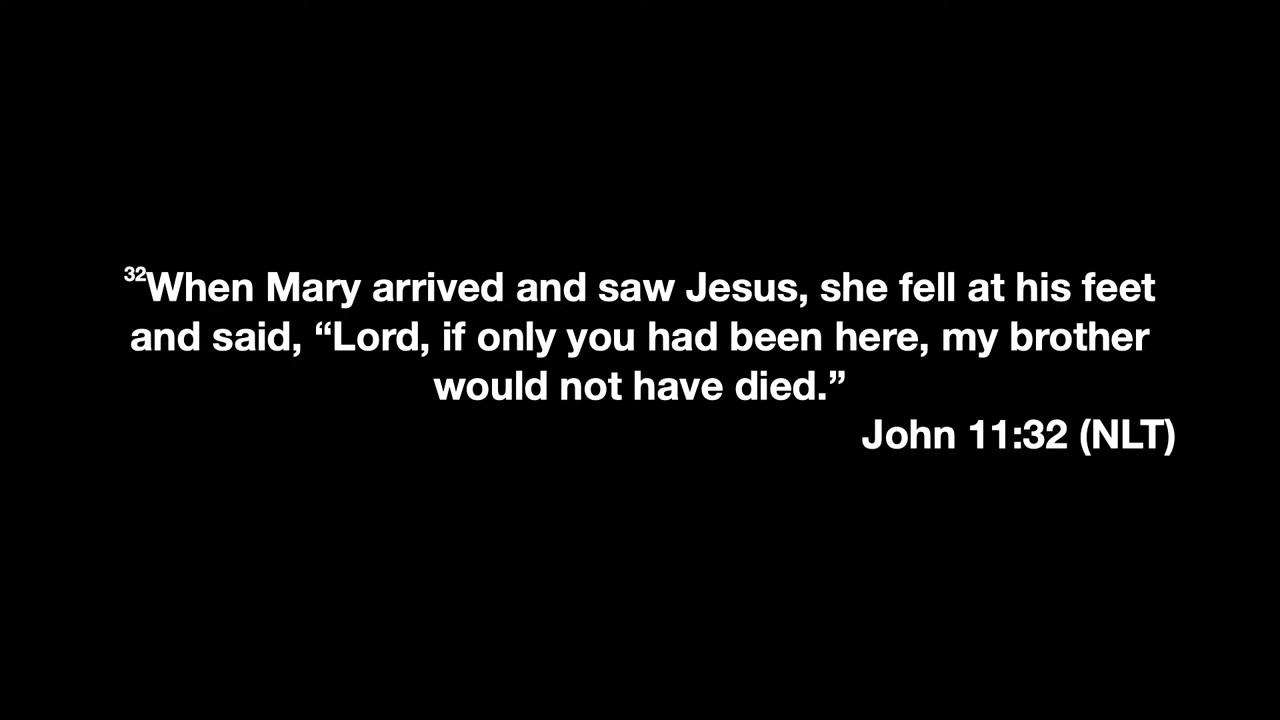 ³²When Mary arrived and saw Jesus, she fell at his feet
and said, “Lord, if only you had been here, my brother
would not have died.”
John 11:32 (NLT)